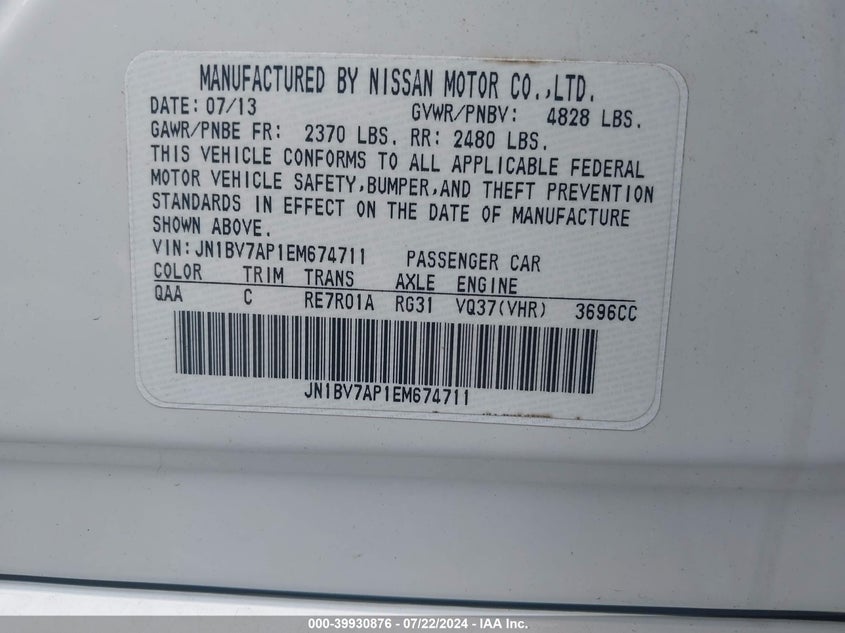 MANUFACTURED BY NISSAN MOTOR CO.,LTD.
DATE: 07/13 GVWR/PNBV: 4828 LBS.
GAWR/PNBE FR: 2370 LBS. RR: 2480 LBS.
THIS VEHICLE CONFORMS TO ALL APPLICABLE FEDERAL
MOTOR VEHICLE SAFETY,BUMPER,AND THEFT PREVENTION
STANDARDS IN EFFECT ON THE DATE OF MANUFACTURE
SHOWN ABOVE.
VIN: JN1BV7AP1EM674711 PASSENGER CAR
COLOR TRIM TRANS AXLE ENGINE
QAA C RE7R01A RG31 VQ37(VHR) 3696CC
JN1BV7AP1EM674711
000-39930876 - 07/22/2024 - IAA Inc.